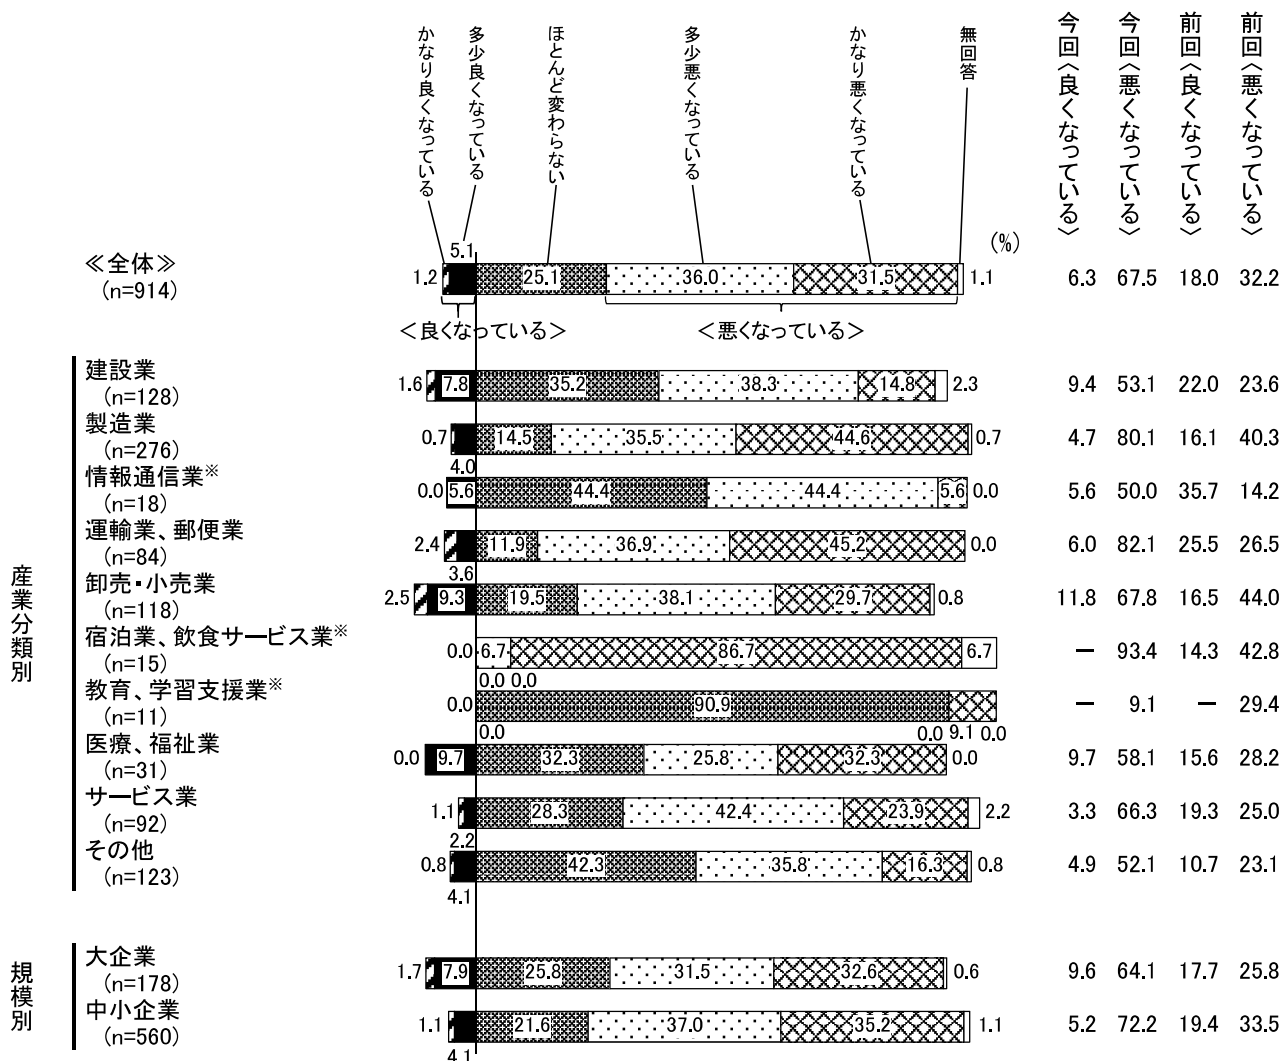 かなり良くなっている
多少良くなっている
ほとんど変わらない
多少悪くなっている
かなり悪くなっている
無回答
今回〈良くなっている〉
今回〈悪くなっている〉
前回〈良くなっている〉
前回〈悪くなっている〉
(%)
≪全体≫
(n=914)
1.2 5.1 25.1 36.0 31.5 1.1 6.3 67.5 18.0 32.2
＜良くなっている＞ ＜悪くなっている＞
産業分類別
建設業
(n=128)
1.6 7.8 35.2 38.3 14.8 2.3 9.4 53.1 22.0 23.6
製造業
(n=276)
0.7 4.0 14.5 35.5 44.6 0.7 4.7 80.1 16.1 40.3
情報通信業※
(n=18)
0.0 5.6 44.4 44.4 5.6 0.0 5.6 50.0 35.7 14.2
運輸業、郵便業
(n=84)
2.4 3.6 11.9 36.9 45.2 0.0 6.0 82.1 25.5 26.5
卸売・小売業
(n=118)
2.5 9.3 19.5 38.1 29.7 0.8 11.8 67.8 16.5 44.0
宿泊業、飲食サービス業※
(n=15)
0.0 0.0 0.0 6.7 86.7 6.7 － 93.4 14.3 42.8
教育、学習支援業※
(n=11)
0.0 0.0 90.9 0.0 9.1 0.0 － 9.1 － 29.4
医療、福祉業
(n=31)
0.0 9.7 32.3 25.8 32.3 0.0 9.7 58.1 15.6 28.2
サービス業
(n=92)
1.1 2.2 28.3 42.4 23.9 2.2 3.3 66.3 19.3 25.0
その他
(n=123)
0.8 4.1 42.3 35.8 16.3 0.8 4.9 52.1 10.7 23.1
規模別
大企業
(n=178)
1.7 7.9 25.8 31.5 32.6 0.6 9.6 64.1 17.7 25.8
中小企業
(n=560)
1.1 4.1 21.6 37.0 35.2 1.1 5.2 72.2 19.4 33.5